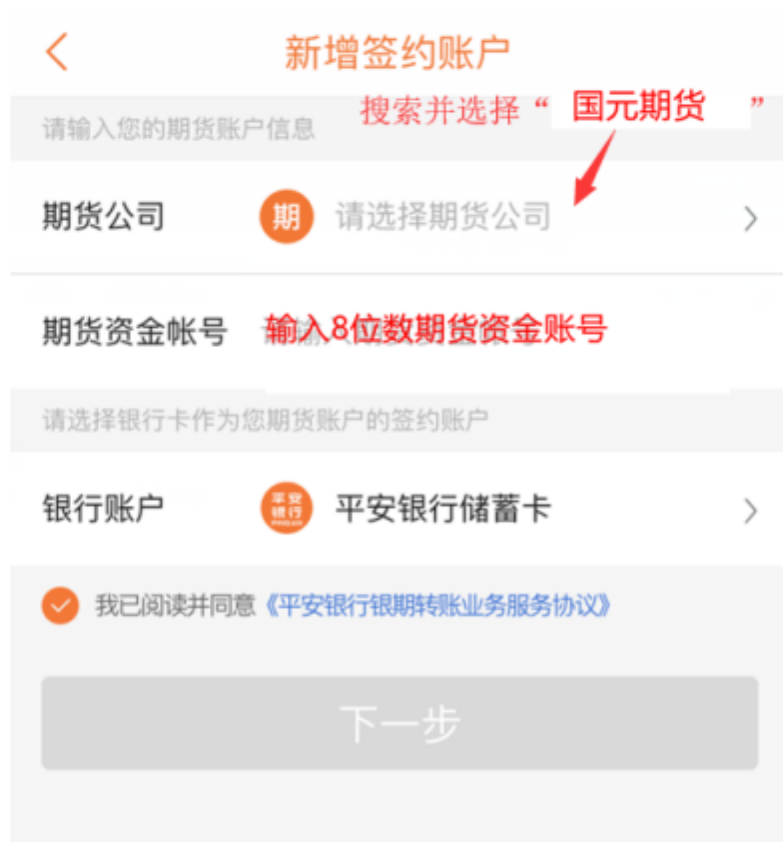 新增签约账户
搜索并选择“ 国元期货 ”
请输入您的期货账户信息
期货公司 期 请选择期货公司
期货资金帐号 输入8位数期货资金账号
请选择银行卡作为您期货账户的签约账户
银行账户 平安银行 平安银行储蓄卡
我已阅读并同意《平安银行银期转账业务服务协议》
下一步